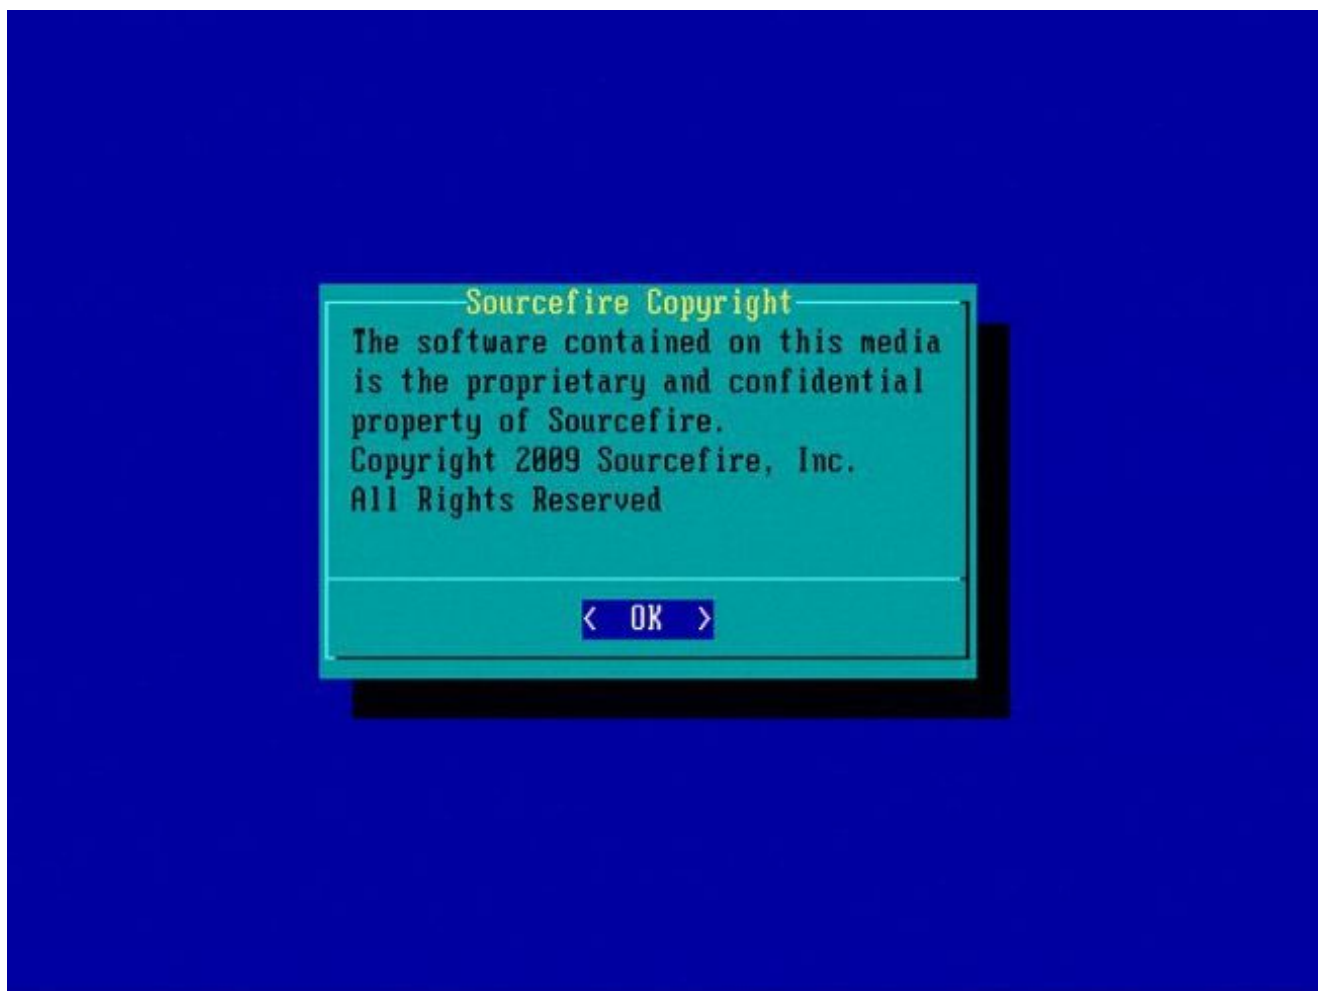 Sourcefire Copyright
The software contained on this media
is the proprietary and confidential
property of Sourcefire.
Copyright 2009 Sourcefire, Inc.
All Rights Reserved
< OK >